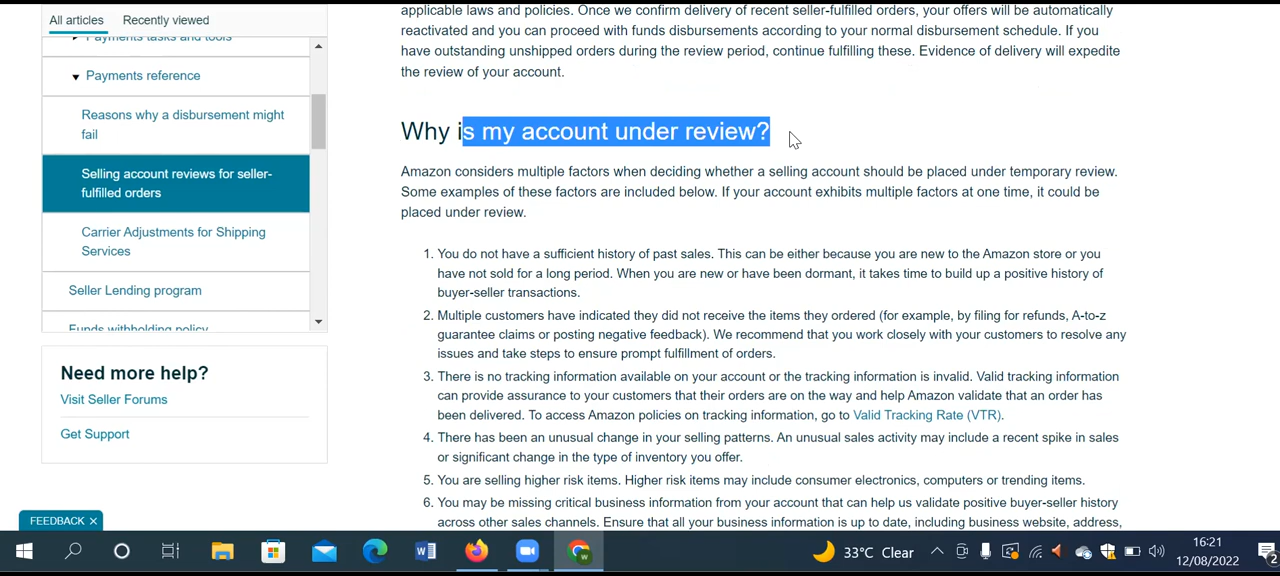 All articles Recently viewed
Payments tasks and tools
Payments reference
Reasons why a disbursement might
fail
Selling account reviews for seller-
fulfilled orders
Carrier Adjustments for Shipping
Services
Seller Lending program
Funds withholding policy
Need more help?
Visit Seller Forums
Get Support
FEEDBACK ×
applicable laws and policies. Once we confirm delivery of recent seller-fulfilled orders, your offers will be automatically
reactivated and you can proceed with funds disbursements according to your normal disbursement schedule. If you
have outstanding unshipped orders during the review period, continue fulfilling these. Evidence of delivery will expedite
the review of your account.
Why is my account under review?
Amazon considers multiple factors when deciding whether a selling account should be placed under temporary review.
Some examples of these factors are included below. If your account exhibits multiple factors at one time, it could be
placed under review.
1. You do not have a sufficient history of past sales. This can be either because you are new to the Amazon store or you
have not sold for a long period. When you are new or have been dormant, it takes time to build up a positive history of
buyer-seller transactions.
2. Multiple customers have indicated they did not receive the items they ordered (for example, by filing for refunds, A-to-z
guarantee claims or posting negative feedback). We recommend that you work closely with your customers to resolve any
issues and take steps to ensure prompt fulfillment of orders.
3. There is no tracking information available on your account or the tracking information is invalid. Valid tracking information
can provide assurance to your customers that their orders are on the way and help Amazon validate that an order has
been delivered. To access Amazon policies on tracking information, go to Valid Tracking Rate (VTR).
4. There has been an unusual change in your selling patterns. An unusual sales activity may include a recent spike in sales
or significant change in the type of inventory you offer.
5. You are selling higher risk items. Higher risk items may include consumer electronics, computers or trending items.
6. You may be missing critical business information from your account that can help us validate positive buyer-seller history
across other sales channels. Ensure that all your business information is up to date, including business website, address,
33°C Clear
16:21
12/08/2022
2